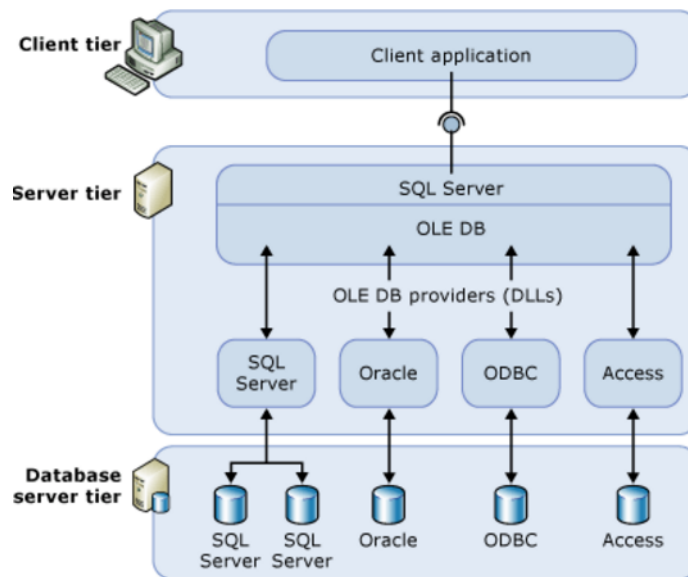 Client tier
Client application
Server tier
SQL Server
OLE DB
OLE DB providers (DLLs)
SQL
Server
Oracle
ODBC
Access
Database
server tier
SQL
Server
SQL
Server
Oracle
ODBC
Access